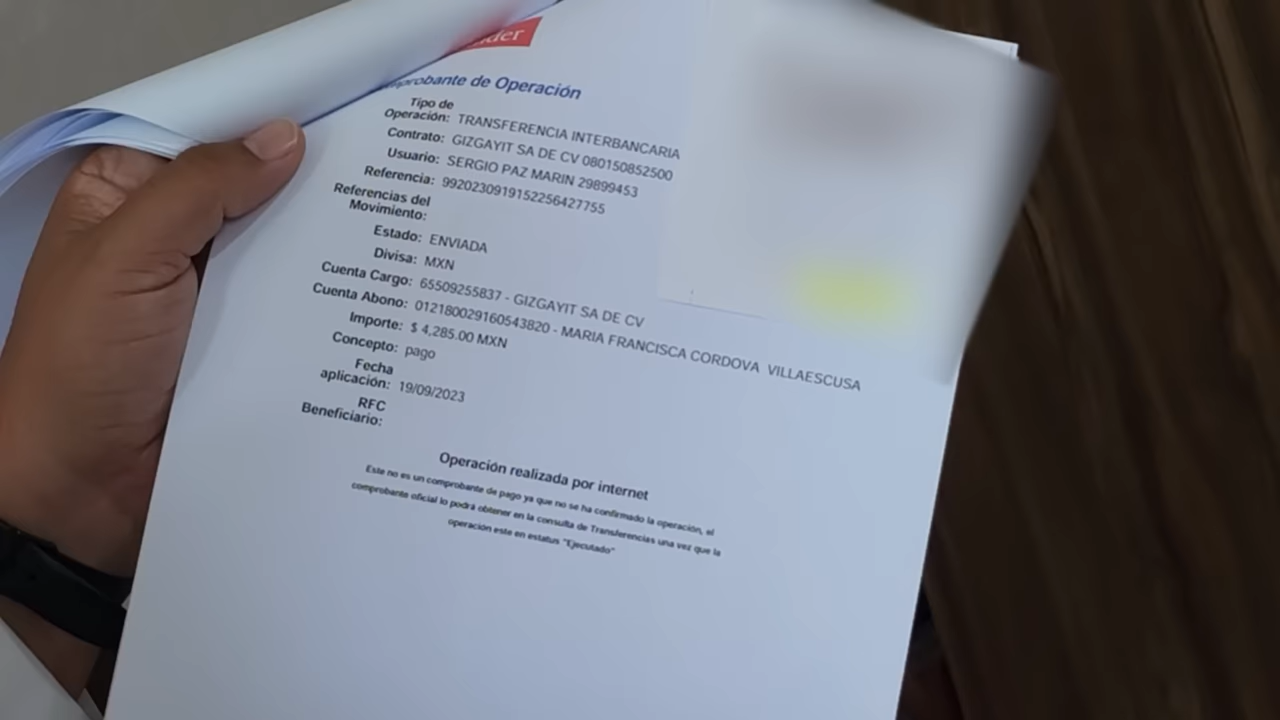 nder
mprobante de Operación
Tipo de
Operación: TRANSFERENCIA INTERBANCARIA
Contrato: GIZGAYIT SA DE CV 080150852500
Usuario: SERGIO PAZ MARIN 29899453
Referencia: 9920230919152256427755
Referencias del
Movimiento:
Estado: ENVIADA
Divisa: MXN
Cuenta Cargo: 65509255837 - GIZGAYIT SA DE CV
Cuenta Abono: 012180029160543820 - MARIA FRANCISCA CORDOVA VILLAESCUSA
Importe: $ 4,285.00 MXN
Concepto: pago
Fecha
aplicación: 19/09/2023
RFC
Beneficiario:
Operación realizada por internet
Este no es un comprobante de pago ya que no se ha confirmado la operación, el
comprobante oficial lo podrá obtener en la consulta de Transferencias una vez que la
operación este en estatus "Ejecutado"